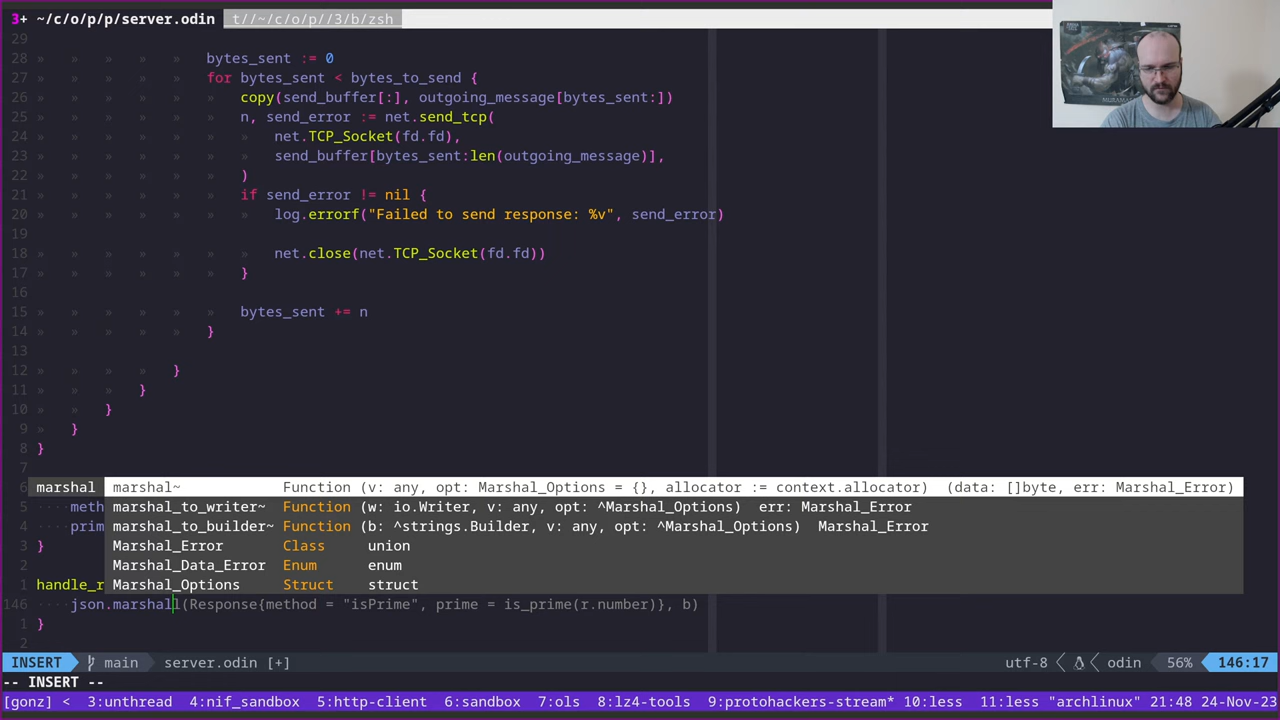 3+ ~/c/o/p/p/server.odin t//~/c/o/p//3/b/zsh
29
28 » » » » » bytes_sent := 0
27 » » » » » for bytes_sent < bytes_to_send {
26 » » » » » » copy(send_buffer[:], outgoing_message[bytes_sent:])
25 » » » » » » n, send_error := net.send_tcp(
24 » » » » » » » net.TCP_Socket(fd.fd),
23 » » » » » » » send_buffer[bytes_sent:len(outgoing_message)],
22 » » » » » » )
21 » » » » » » if send_error != nil {
20 » » » » » » » log.errorf("Failed to send response: %v", send_error)
19
18 » » » » » » » net.close(net.TCP_Socket(fd.fd))
17 » » » » » » }
16
15 » » » » » » bytes_sent += n
14 » » » » » }
13
12 » » » » }
11 » » » }
10 » » }
9 » }
8 }
7
6 marshal marshal~ Function (v: any, opt: Marshal_Options = {}, allocator := context.allocator) (data: []byte, err: Marshal_Error)
5 ···· meth marshal_to_writer~ Function (w: io.Writer, v: any, opt: ^Marshal_Options) err: Marshal_Error
4 ···· prim marshal_to_builder~ Function (b: ^strings.Builder, v: any, opt: ^Marshal_Options) Marshal_Error
3 } Marshal_Error Class union
2 Marshal_Data_Error Enum enum
1 handle_r Marshal_Options Struct struct
146 ···· json.marshall(Response{method = "isPrime", prime = is_prime(r.number)}, b)
1 }
2
INSERT main server.odin [+] utf-8 odin 56% 146:17
-- INSERT --
[gonz] < 3:unthread 4:nif_sandbox 5:http-client 6:sandbox 7:ols 8:lz4-tools 9:protohackers-stream* 10:less 11:less "archlinux" 21:48 24-Nov-23